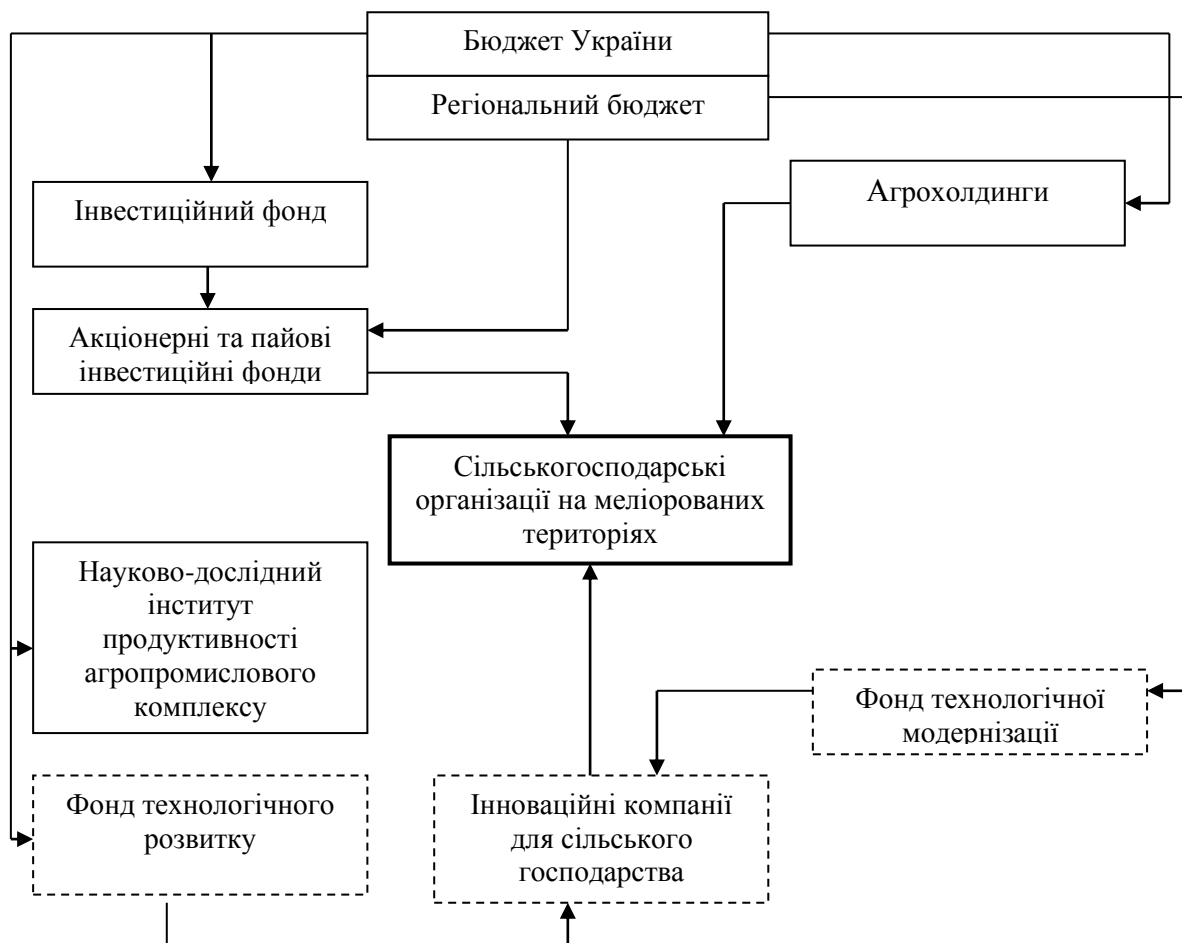 Бюджет України
Регіональний бюджет
Інвестиційний фонд
Агрохолдинги
Акціонерні та пайові
інвестиційні фонди
Сільськогосподарські
організації на меліорованих
територіях
Науково-дослідний
інститут
продуктивності
агропромислового
комплексу
Фонд технологічної
модернізації
Фонд технологічного
розвитку
Інноваційні компанії
для сільського
господарства